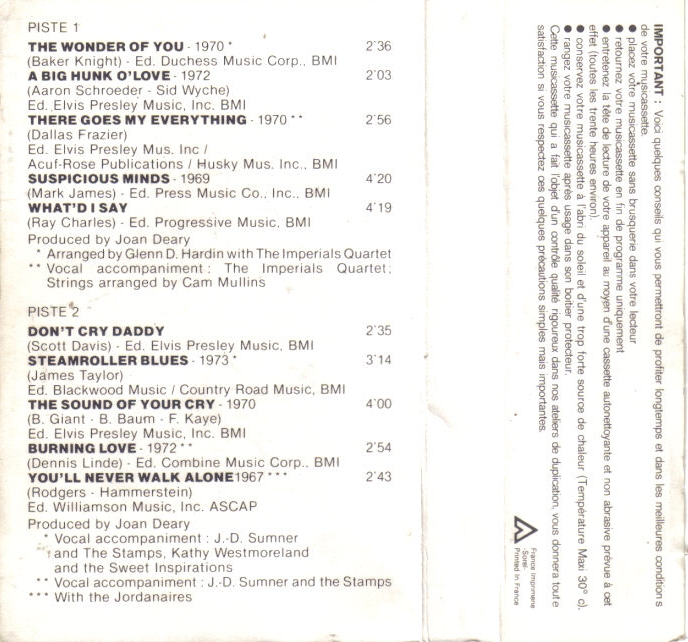 PISTE 1
THE WONDER OF YOU - 1970 * 2'36
(Baker Knight) - Ed. Duchess Music Corp., BMI
A BIG HUNK O'LOVE - 1972 2'03
(Aaron Schroeder - Sid Wyche)
Ed. Elvis Presley Music, Inc. BMI
THERE GOES MY EVERYTHING - 1970 ** 2'56
(Dallas Frazier)
Ed. Elvis Presley Mus. Inc /
Acuf-Rose Publications / Husky Mus. Inc., BMI
SUSPICIOUS MINDS - 1969 4'20
(Mark James) - Ed. Press Music Co., Inc., BMI
WHAT'D I SAY 4'19
(Ray Charles) - Ed. Progressive Music, BMI
Produced by Joan Deary
* Arranged by Glenn D. Hardin with The Imperials Quartet
** Vocal accompaniment : The Imperials Quartet;
Strings arranged by Cam Mullins
PISTE 2
DON'T CRY DADDY 2'35
(Scott Davis) - Ed. Elvis Presley Music, BMI
STEAMROLLER BLUES - 1973 * 3'14
(James Taylor)
Ed. Blackwood Music / Country Road Music, BMI
THE SOUND OF YOUR CRY - 1970 4'00
(B. Giant - B. Baum - F. Kaye)
Ed. Elvis Presley Music, Inc. BMI
BURNING LOVE - 1972 ** 2'54
(Dennis Linde) - Ed. Combine Music Corp., BMI
YOU'LL NEVER WALK ALONE 1967 *** 2'43
(Rodgers - Hammerstein)
Ed. Williamson Music, Inc. ASCAP
Produced by Joan Deary
* Vocal accompaniment : J.-D. Sumner
and The Stamps, Kathy Westmoreland
and the Sweet Inspirations
** Vocal accompaniment : J.-D. Sumner and the Stamps
*** With the Jordanaires
IMPORTANT : Voici quelques conseils qui vous permettront de profiter longtemps et dans les meilleures conditions
de votre musicassette.
● placez votre musicassette sans brusquerie dans votre lecteur
● retournez votre musicassette en fin de programme uniquement
● entretenez la tête de lecture de votre appareil au moyen d'une cassette autonettoyante et non abrasive prévue à cet
effet (toutes les trente heures environ).
● conservez votre musicassette à l'abri du soleil et d'une trop forte source de chaleur (Température Maxi 30° c).
● rangez votre musicassette après usage dans son boitier protecteur.
Cette musicassette qui a fait l'objet d'un contrôle qualité rigoureux dans nos ateliers de duplication, vous donnera toute
satisfaction si vous respectez ces quelques précautions simples mais importantes.
France Imprimerie
-Sorel-
Printed in France